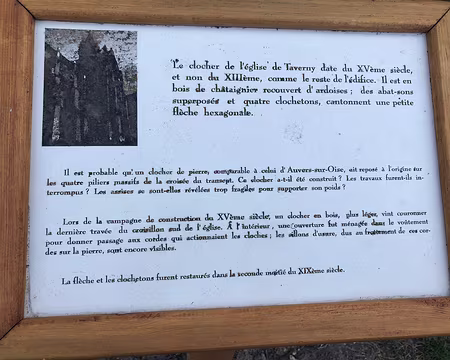 Le clocher de l'église de Taverny date du XVème siècle,
et non du XIIIème, comme le reste de l'édifice. Il est en
bois de châtaignier recouvert d'ardoises ; des abat-sons
superposés et quatre clochetons, cantonnent une petite
flèche hexagonale.
Il est probable qu'un clocher de pierre, comparable à celui d'Auvers-sur-Oise, ait reposé à l'origine sur
les quatre piliers massifs de la croisée du transept. Ce clocher a-t-il été construit ? Les travaux furent-ils in-
terrompus ? Les assises se sont-elles révélées trop fragiles pour supporter son poids ?
Lors de la campagne de construction du XVème siècle, un clocher en bois, plus léger, vint couronner
la dernière travée du croisillon sud de l'église. À l'intérieur, une ouverture fut ménagée dans le voûtement
pour donner passage aux cordes qui actionnaient les cloches ; les sillons d'usure, dus au frottement de ces cor-
des sur la pierre, sont encore visibles.
La flèche et les clochetons furent restaurés dans la seconde moitié du XIXème siècle.